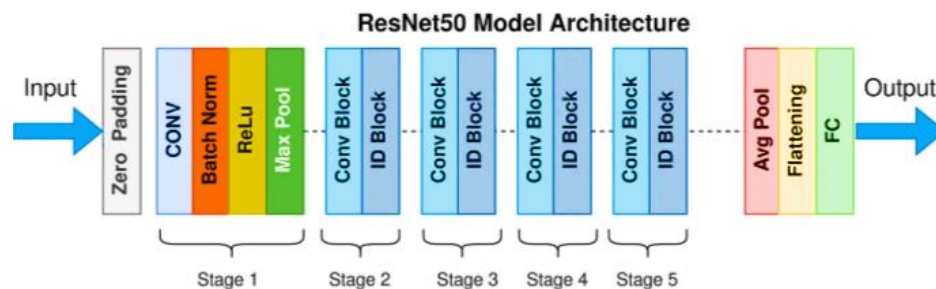 ResNet50 Model Architecture
Input
Zero Padding
CONV
Batch Norm
ReLu
Max Pool
Conv Block
ID Block
Conv Block
ID Block
Conv Block
ID Block
Conv Block
ID Block
Avg Pool
Flattening
FC
Output
Stage 1
Stage 2
Stage 3
Stage 4
Stage 5